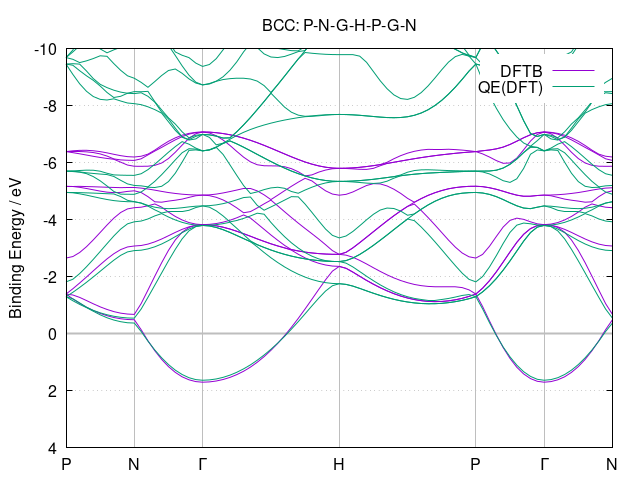 BCC: P-N-G-H-P-G-N
DFTB
QE(DFT)
Binding Energy / eV
-10
-8
-6
-4
-2
0
2
4
P N Γ H P Γ N